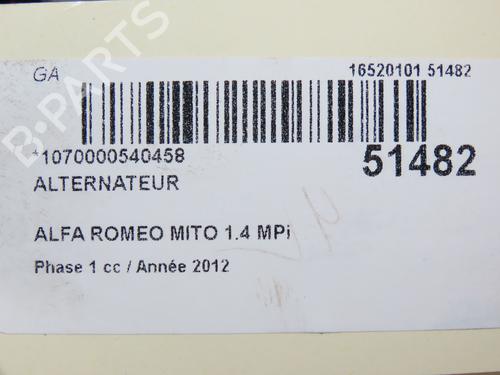 B-PARTS
GA
16520101 51482
*1070000540458
51482
ALTERNATEUR
ALFA ROMEO MITO 1.4 MPi
Phase 1 cc / Année 2012